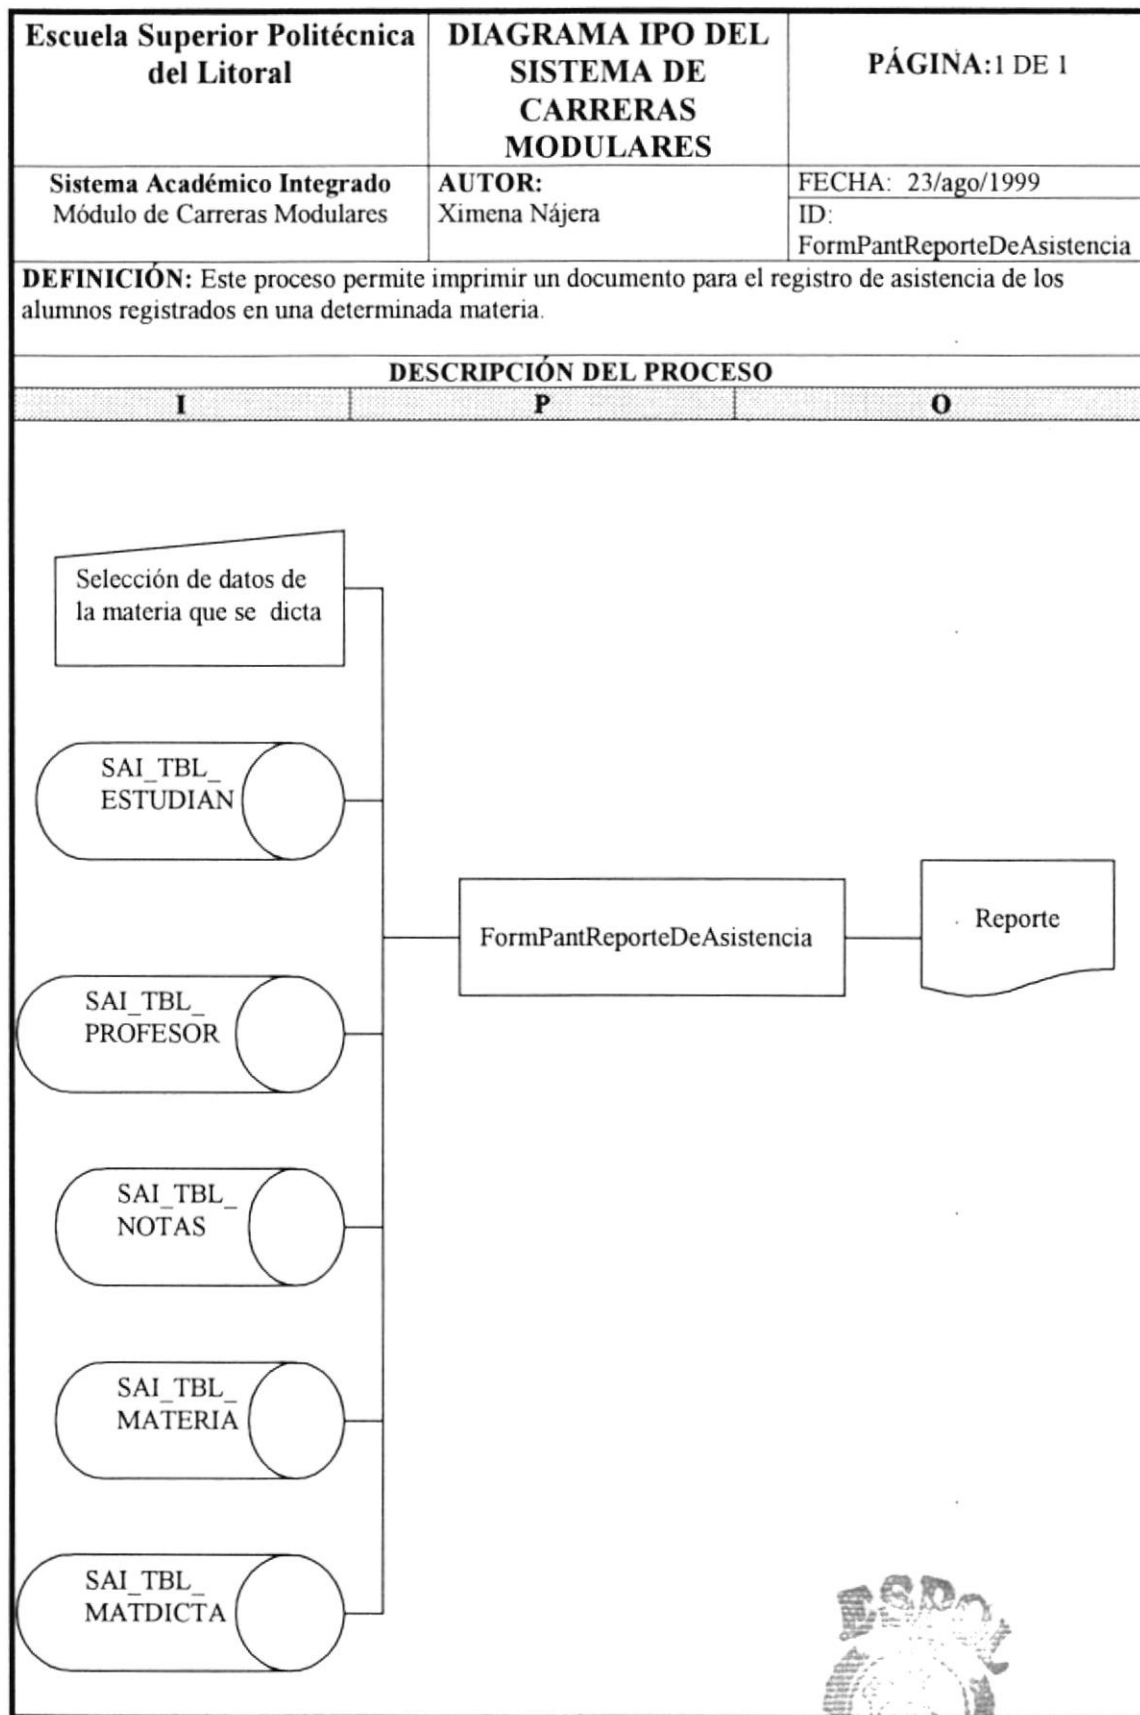 Escuela Superior Politécnica
del Litoral
DIAGRAMA IPO DEL
SISTEMA DE
CARRERAS
MODULARES
PÁGINA:1 DE 1
Sistema Académico Integrado
Módulo de Carreras Modulares
AUTOR:
Ximena Nájera
FECHA: 23/ago/1999
ID:
FormPantReporteDeAsistencia
DEFINICIÓN: Este proceso permite imprimir un documento para el registro de asistencia de los
alumnos registrados en una determinada materia.
DESCRIPCIÓN DEL PROCESO
I P O
Selección de datos de
la materia que se dicta
SAI_TBL_
ESTUDIAN
FormPantReporteDeAsistencia
Reporte
SAI_TBL_
PROFESOR
SAI_TBL_
NOTAS
SAI_TBL_
MATERIA
SAI_TBL_
MATDICTA
ESPOL